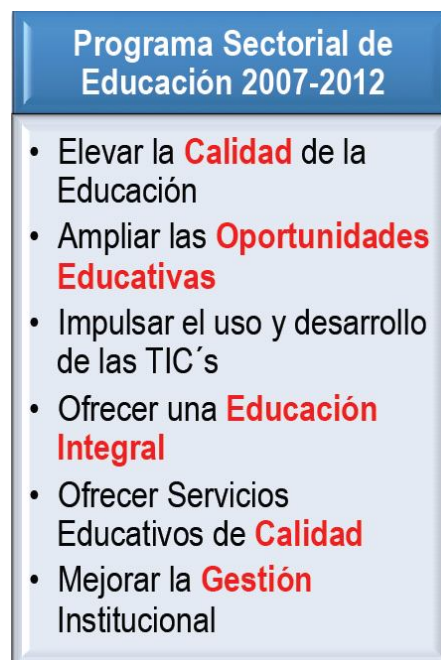 Programa Sectorial de
Educación 2007-2012
• Elevar la Calidad de la
Educación
• Ampliar las Oportunidades
Educativas
• Impulsar el uso y desarrollo
de las TIC´s
• Ofrecer una Educación
Integral
• Ofrecer Servicios
Educativos de Calidad
• Mejorar la Gestión
Institucional